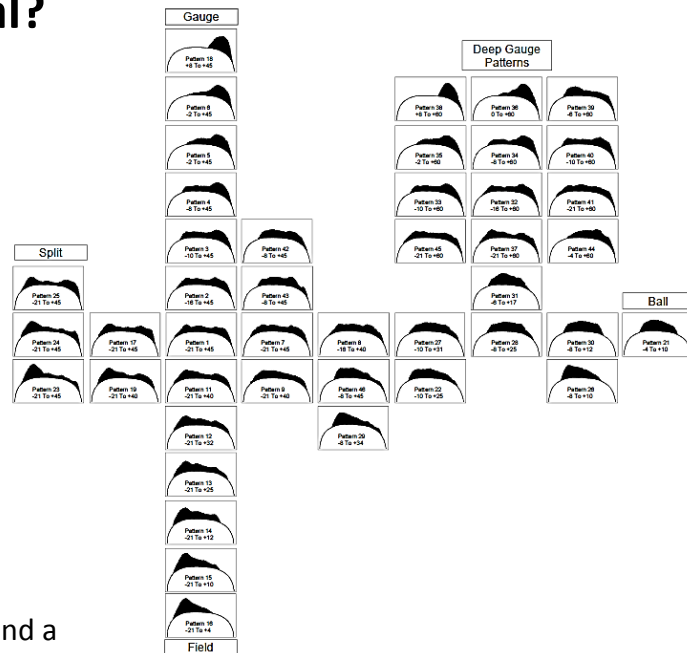 al?
Gauge
Pattern 18
+8 To +45
Pattern 6
-2 To +45
Pattern 5
-2 To +45
Pattern 4
-8 To +45
Pattern 3
-10 To +45
Pattern 42
-8 To +45
Pattern 2
-16 To +45
Pattern 43
-8 To +45
Deep Gauge
Patterns
Pattern 38
+8 To +60
Pattern 36
0 To +60
Pattern 39
-6 To +60
Pattern 35
-2 To +60
Pattern 34
-8 To +60
Pattern 40
-10 To +60
Pattern 33
-10 To +60
Pattern 32
-16 To +60
Pattern 41
-21 To +60
Pattern 45
-21 To +60
Pattern 37
-21 To +60
Pattern 44
-4 To +60
Pattern 31
-6 To +17
Split
Pattern 25
-21 To +45
Ball
Pattern 24
-21 To +45
Pattern 17
-21 To +45
Pattern 1
-21 To +45
Pattern 7
-21 To +45
Pattern 8
-16 To +40
Pattern 27
-10 To +31
Pattern 28
-8 To +25
Pattern 30
-8 To +12
Pattern 21
-4 To +10
Pattern 23
-21 To +45
Pattern 19
-21 To +40
Pattern 11
-21 To +40
Pattern 9
-21 To +40
Pattern 46
-8 To +45
Pattern 22
-10 To +25
Pattern 26
-8 To +10
Pattern 12
-21 To +32
Pattern 29
-8 To +34
Pattern 13
-21 To +25
Pattern 14
-21 To +12
Pattern 15
-21 To +10
Pattern 16
-21 To +4
Field
nd a